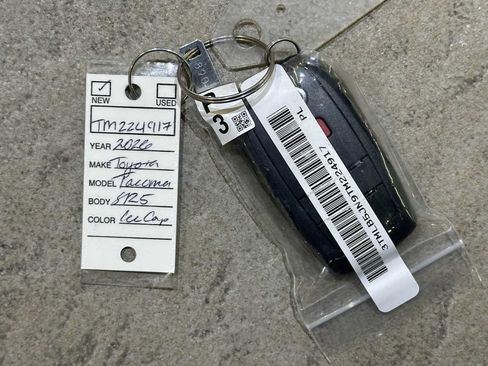 NEW
USED
TM224917
YEAR 2026
MAKE Toyota
MODEL Tacoma
BODY SR5
COLOR Ice Cap
3
PL
3TMLB5JN9TM224917